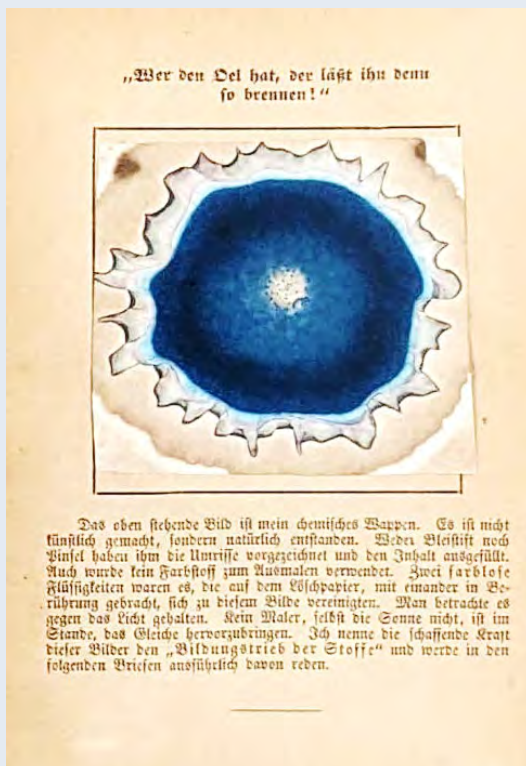 „Wer den Oel hat, der läßt ihn denn
so brennen!“
Das oben stehende Bild ist mein chemisches Wappen. Es ist nicht
künstlich gemacht, sondern natürlich entstanden. Weder Bleistift noch
Pinsel haben ihm die Umrisse vorgezeichnet und den Inhalt ausgefüllt.
Auch wurde kein Farbstoff zum Ausmalen verwendet. Zwei farblose
Flüssigkeiten waren es, die auf dem Löschpapier, mit einander in Be-
rührung gebracht, sich zu diesem Bilde vereinigten. Man betrachte es
gegen das Licht gehalten. Kein Maler, selbst die Sonne nicht, ist im
Stande, das Gleiche hervorzubringen. Ich nenne die schaffende Kraft
dieser Bilder den „Bildungstrieb der Stoffe“ und werde in den
folgenden Briefen ausführlich davon reden.